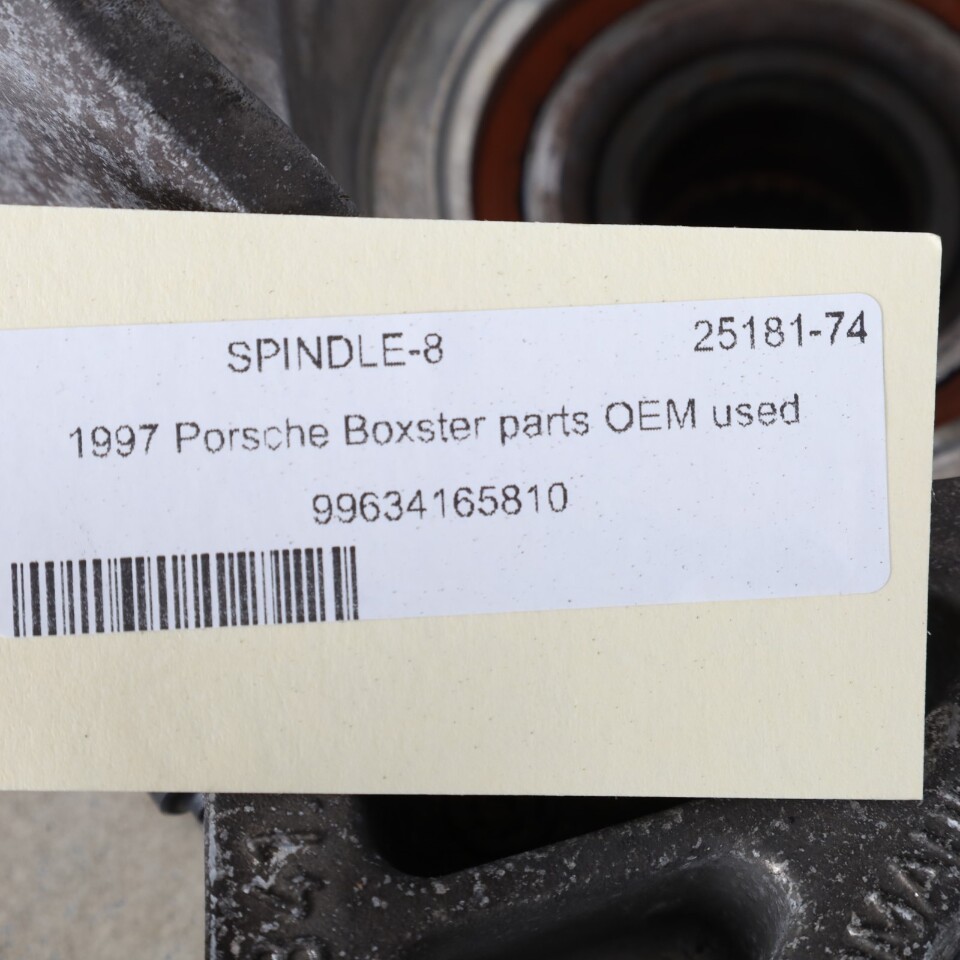 SPINDLE-8 25181-74
1997 Porsche Boxster parts OEM used
99634165810